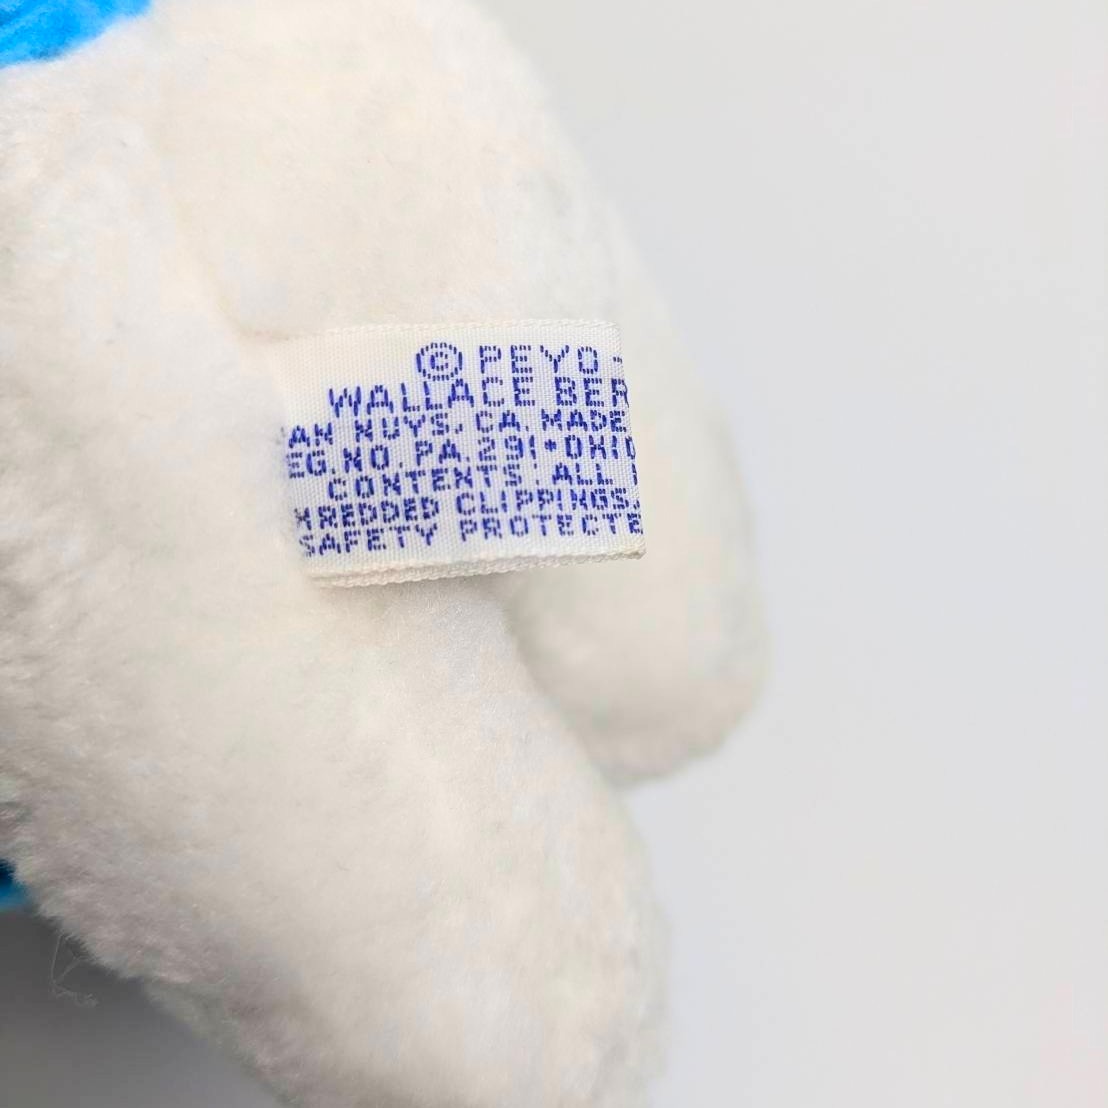 © PEYO -
WALLACE BER
AN NUYS. CA. MADE
EG. NO. PA. 291 • OHIO
CONTENTS: ALL
HREDDED CLIPPINGS,
SAFETY PROTECTE